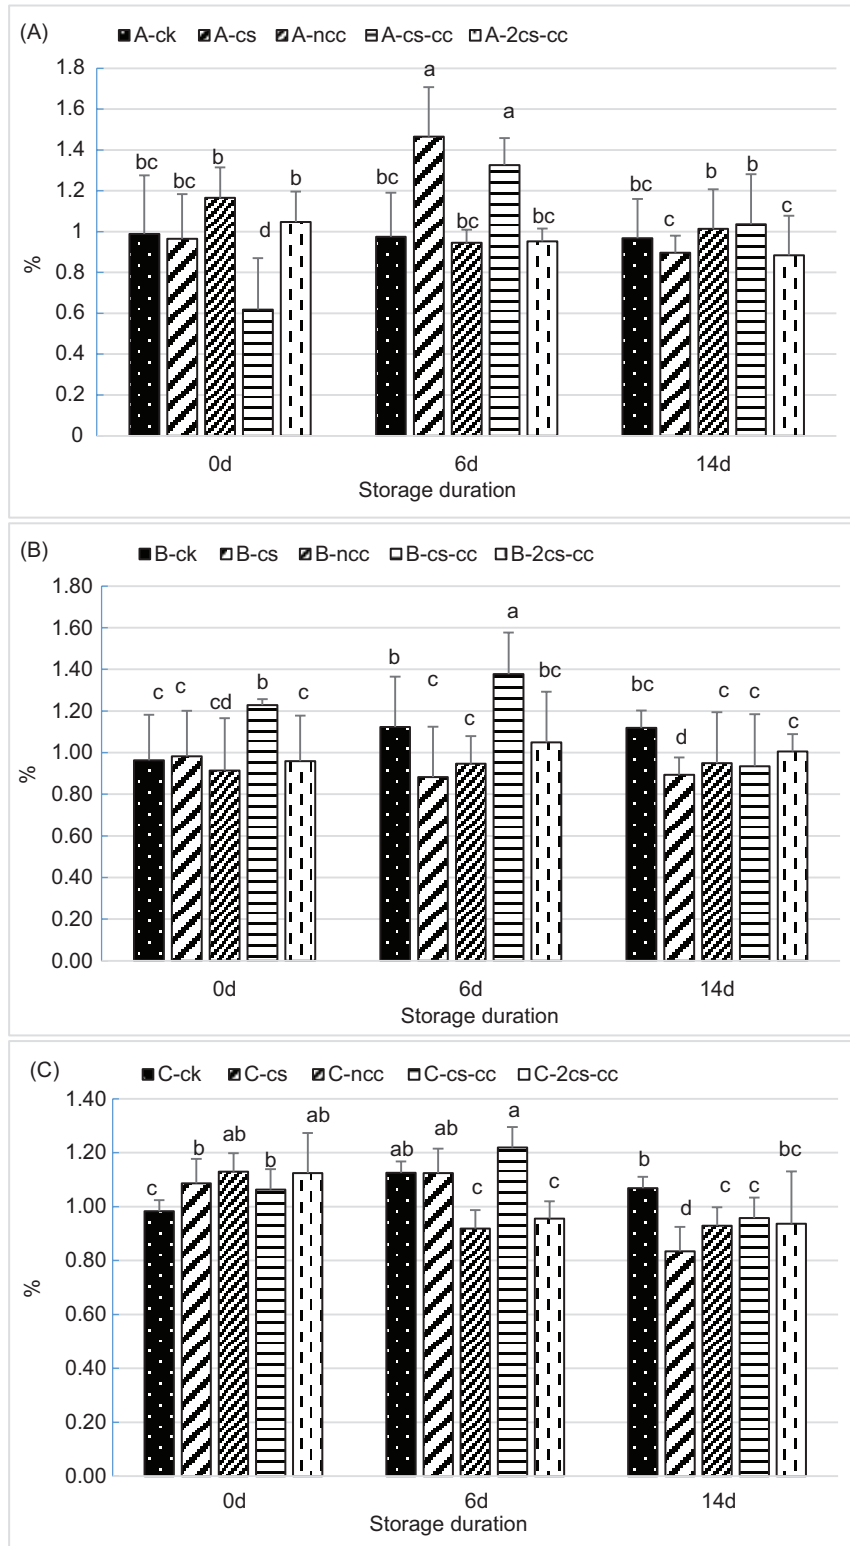 (A)
A-ck A-cs A-ncc A-cs-cc A-2cs-cc
1.8
1.6
1.4
1.2
1
0.8
0.6
0.4
0.2
0
%
bc bc b d b
bc a bc a bc
bc c b b c
0d 6d 14d
Storage duration
(B)
B-ck B-cs B-ncc B-cs-cc B-2cs-cc
1.80
1.60
1.40
1.20
1.00
0.80
0.60
0.40
0.20
0.00
%
c c cd b c
b c c a bc
bc d c c c
0d 6d 14d
Storage duration
(C)
C-ck C-cs C-ncc C-cs-cc C-2cs-cc
1.40
1.20
1.00
0.80
0.60
0.40
0.20
0.00
%
c b ab b ab
ab ab c a c
b d c c bc
0d 6d 14d
Storage duration